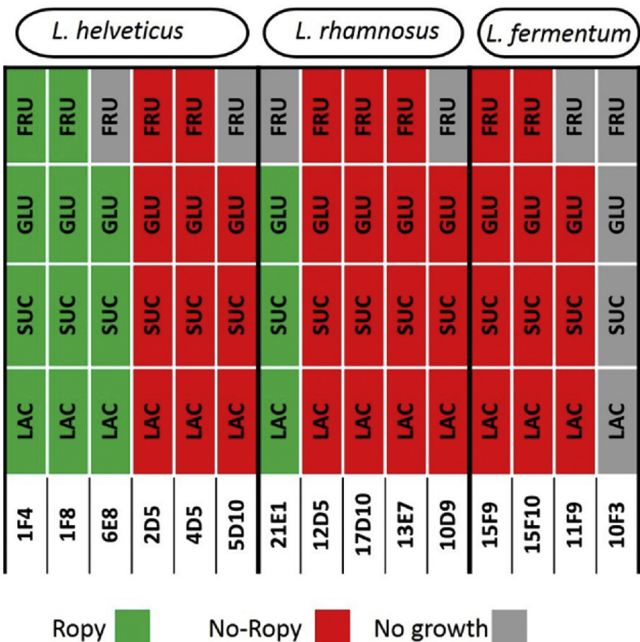 L. helveticus L. rhamnosus L. fermentum
FRU FRU FRU FRU FRU FRU FRU FRU FRU FRU FRU FRU FRU FRU FRU
GLU GLU GLU GLU GLU GLU GLU GLU GLU GLU GLU GLU GLU GLU GLU
SUC SUC SUC SUC SUC SUC SUC SUC SUC SUC SUC SUC SUC SUC SUC
LAC LAC LAC LAC LAC LAC LAC LAC LAC LAC LAC LAC LAC LAC LAC
1F4 1F8 6E8 2D5 4D5 5D10 21E1 12D5 17D10 13E7 10D9 15F9 15F10 11F9 10F3
Ropy No-Ropy No growth